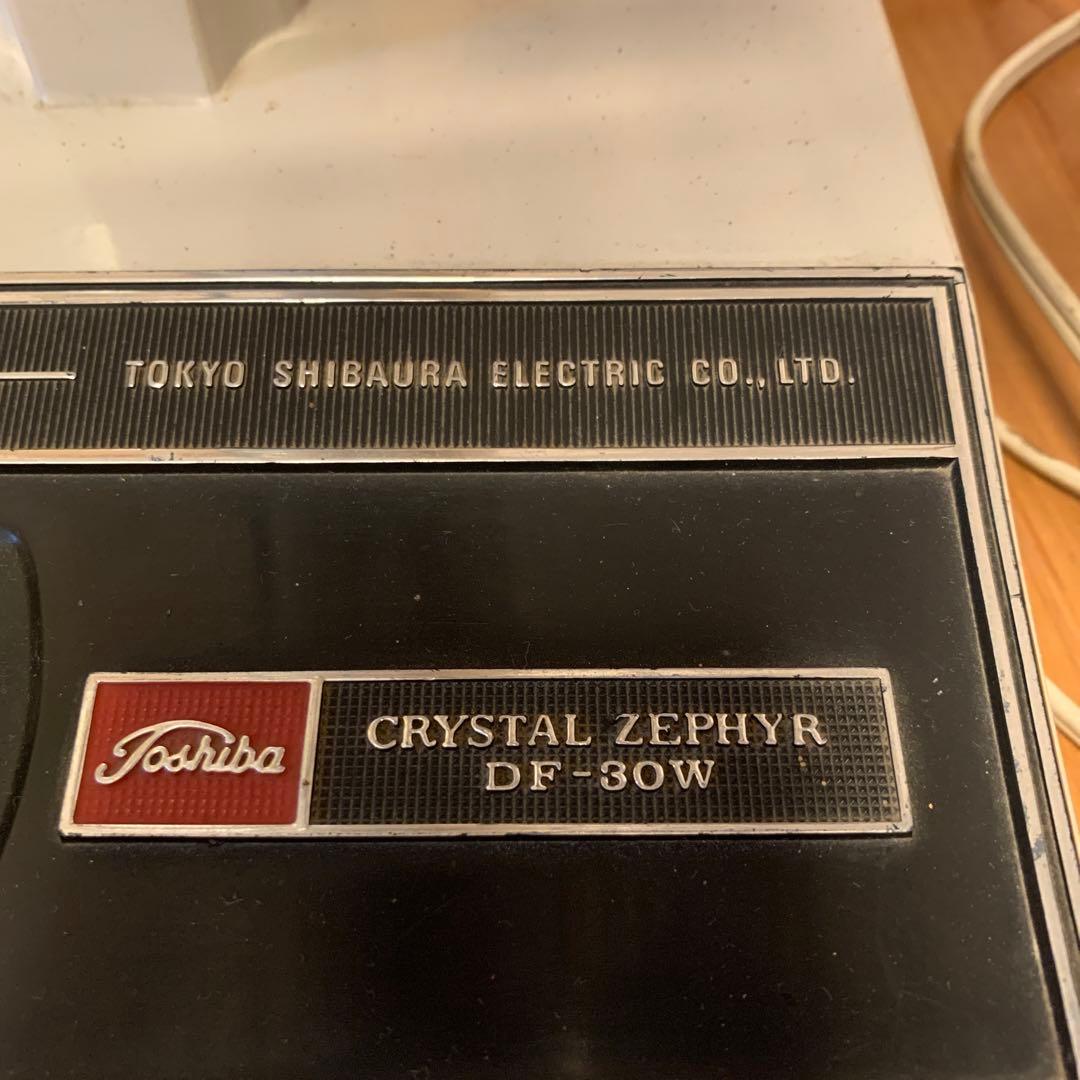 TOKYO SHIBAURA ELECTRIC CO., LTD.
Toshiba
CRYSTAL ZEPHYR
DF-30W